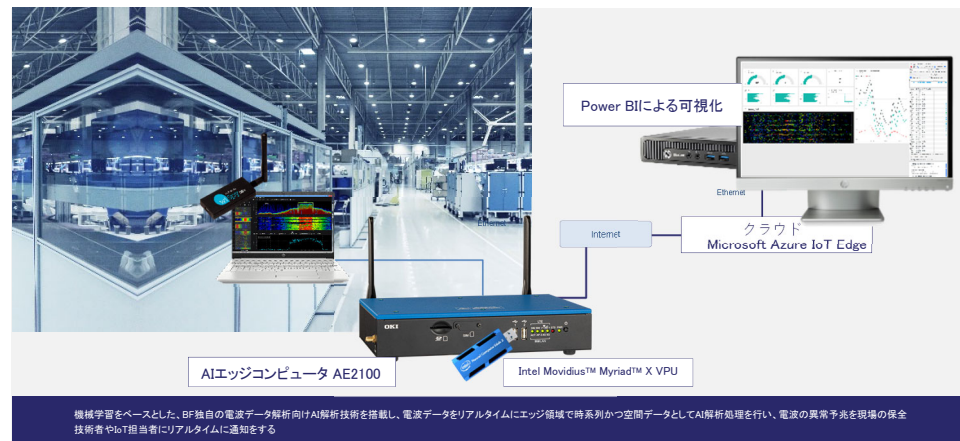 Power BIによる可視化
Ethernet
Ethernet
Internet
クラウド
Microsoft Azure IoT Edge
OKI
AIエッジコンピュータ AE2100
Intel Movidius™ Myriad™ X VPU
機械学習をベースとした、BF独自の電波データ解析向けAI解析技術を搭載し、電波データをリアルタイムにエッジ領域で時系列かつ空間データとしてAI解析処理を行い、電波の異常予兆を現場の保全
技術者やIoT担当者にリアルタイムに通知をする